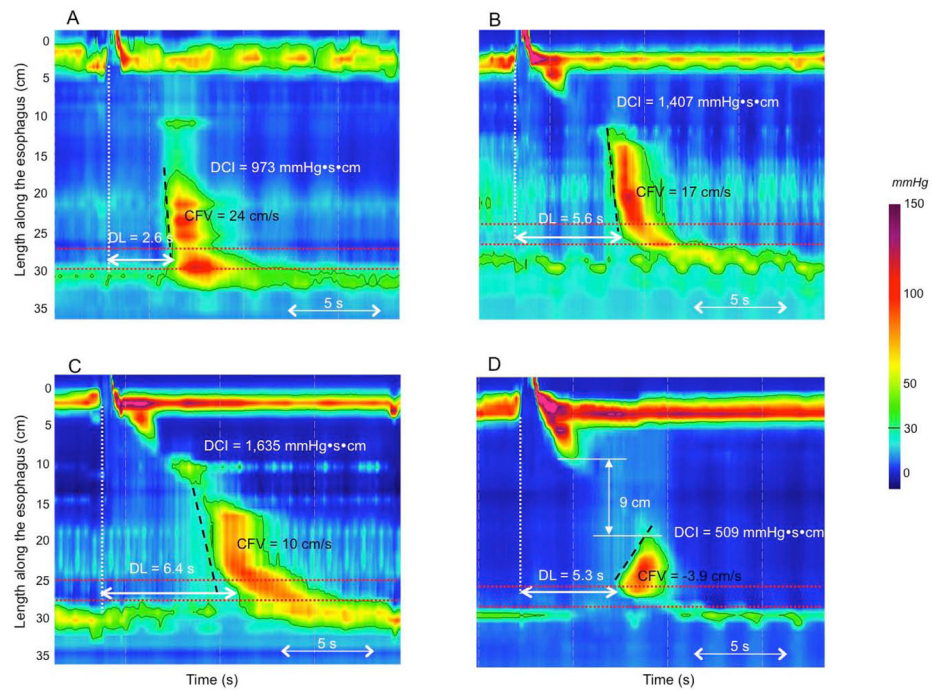 A
B
Length along the esophagus (cm)
0
5
10
15
20
25
30
35
DCI = 973 mmHg•s•cm
CFV = 24 cm/s
DL = 2.6 s
5 s
DCI = 1,407 mmHg•s•cm
CFV = 17 cm/s
DL = 5.6 s
5 s
mmHg
150
100
50
30
0
C
D
Length along the esophagus (cm)
0
5
10
15
20
25
30
35
DCI = 1,635 mmHg•s•cm
CFV = 10 cm/s
DL = 6.4 s
5 s
9 cm
DCI = 509 mmHg•s•cm
DL = 5.3 s
CFV = -3.9 cm/s
5 s
Time (s)
Time (s)